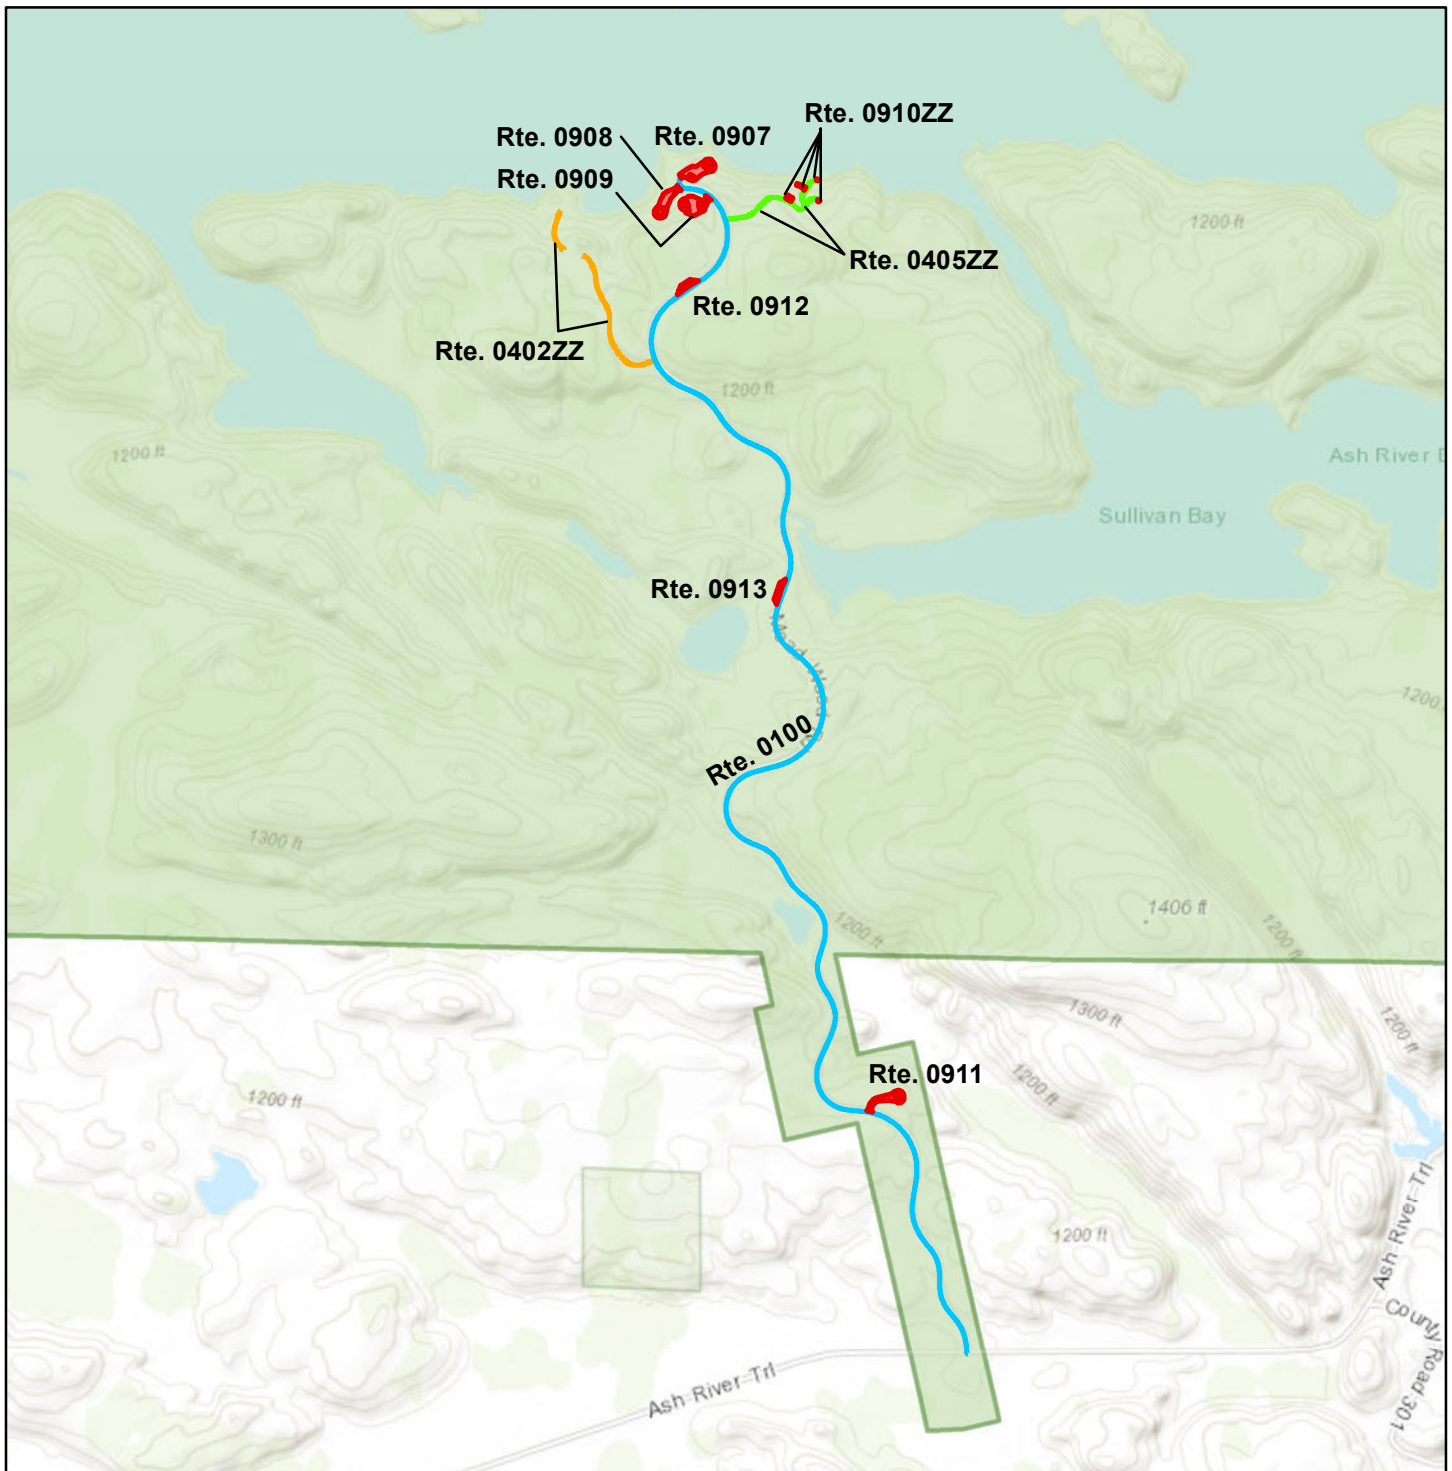 Rte. 0910ZZ
Rte. 0908
Rte. 0907
Rte. 0909
1200 ft
Rte. 0405ZZ
Rte. 0912
Rte. 0402ZZ
1200 ft
1200 ft
Ash River
Sullivan Bay
Rte. 0913
Mead Wood
1200
Rte. 0100
1300 ft
1406 ft
1200 ft
1200 ft
1300 ft
1200 ft
Rte. 0911
1200 ft
1200 ft
Ash River Trl
1200 ft
County Road 301
Ash River Trl